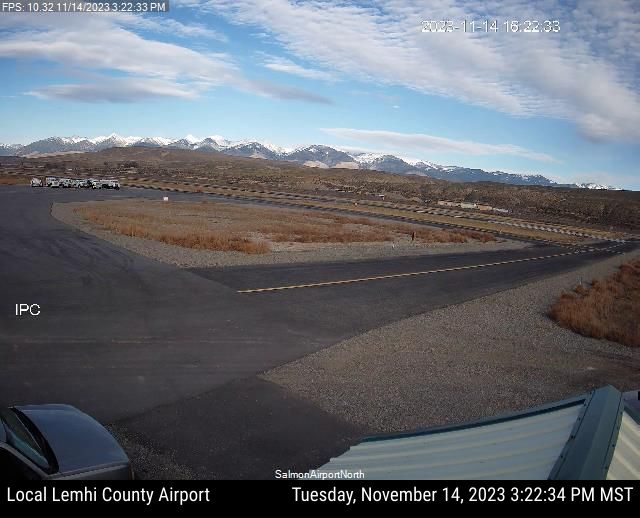 FPS: 10.32 11/14/2023 3:22:33 PM
2023-11-14 15:22:33
IPC
SalmonAirportNorth
Local Lemhi County Airport Tuesday, November 14, 2023 3:22:34 PM MST